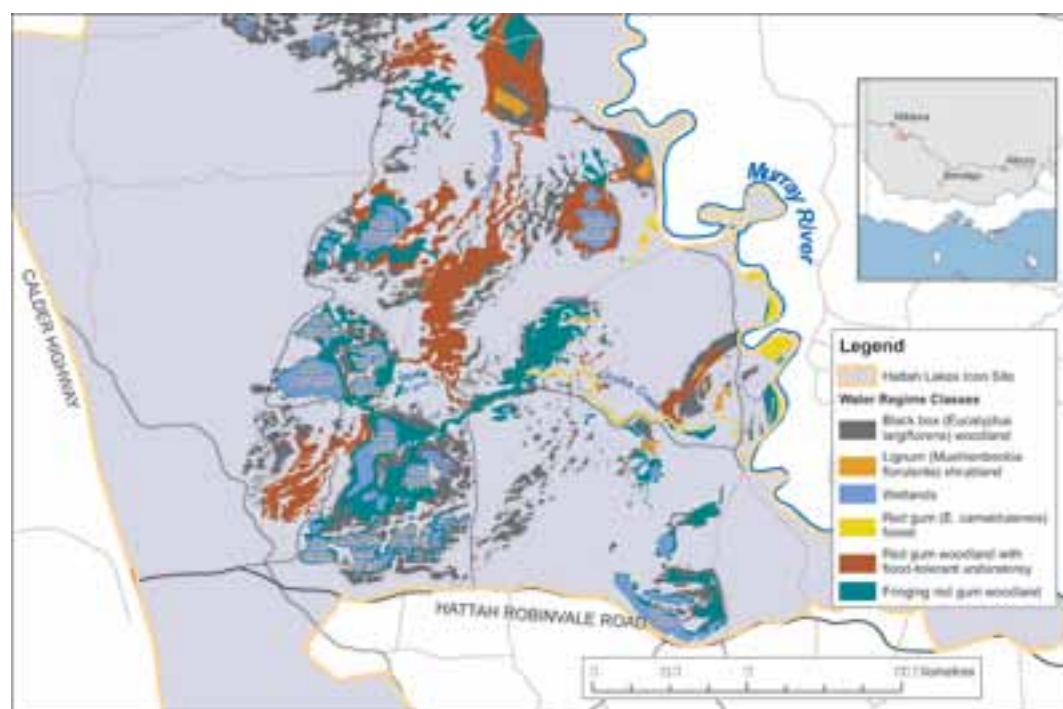 CALDER HIGHWAY
HATTAH ROBINVALE ROAD
Murray River
Mildura
Bendigo
Albury
Legend
Hattah Lakes Icon Site
Water Regime Classes
Black box (Eucalyptus
largiflorens) woodland
Lignum (Muehlenbeckia
florulenta) shrubland
Wetlands
Red gum (E. camaldulensis)
forest
Red gum woodland with
flood-tolerant understorey
Fringing red gum woodland
Creek
Kilometres